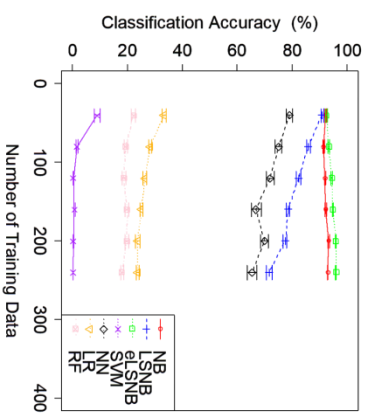 Classification Accuracy (%)
0 20 40 60 80 100
0
100
200
300
400
Number of Training Data
NB
LSNB
eLSNB
SVM
NN
LR
RF